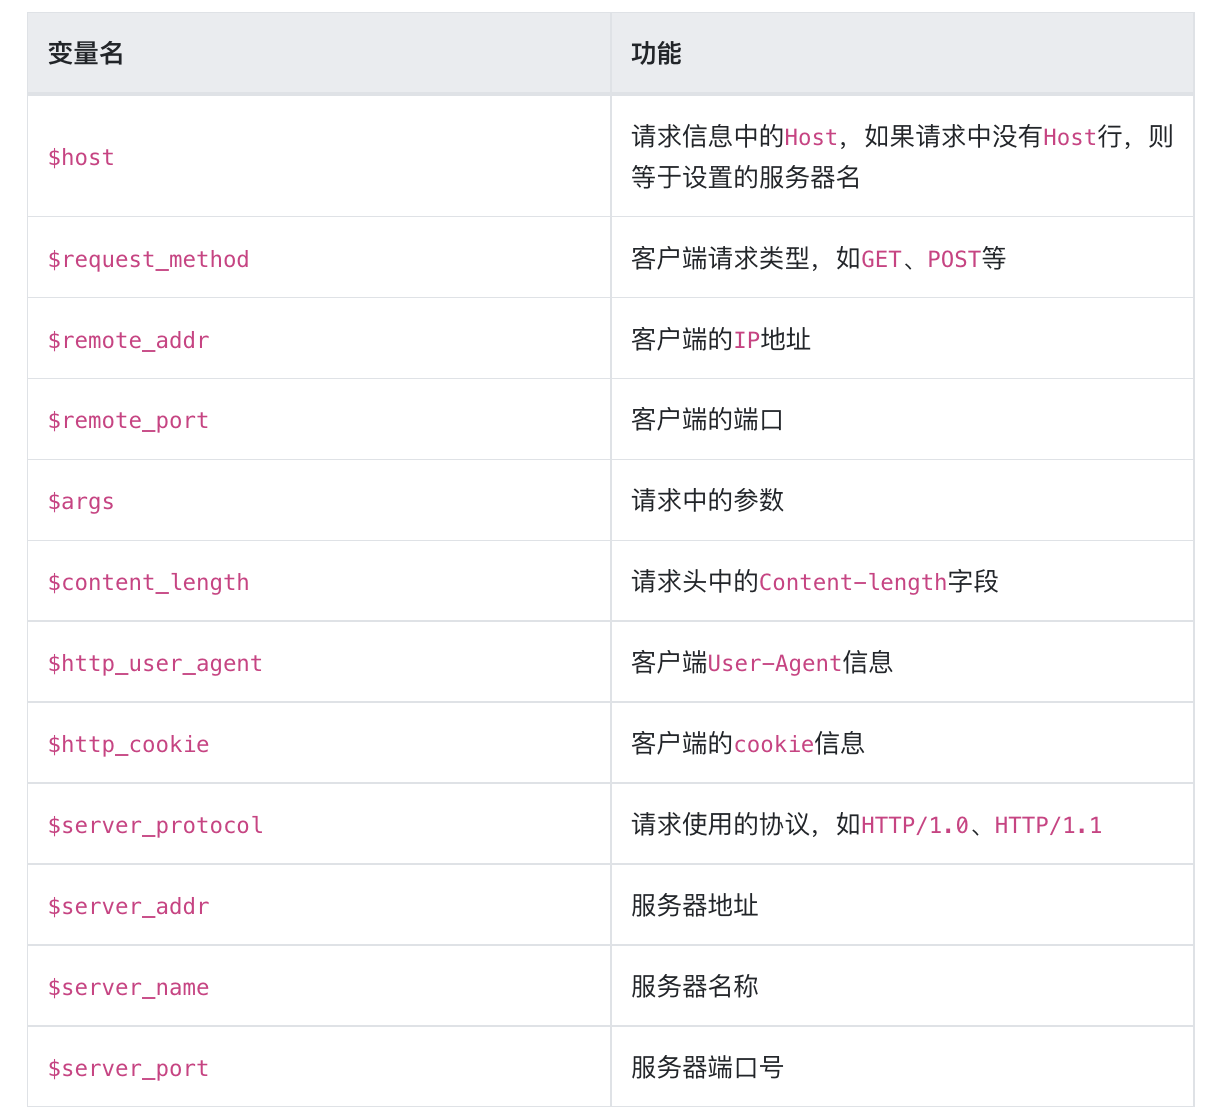 变量名 功能
$host 请求信息中的Host，如果请求中没有Host行，则
等于设置的服务器名
$request_method 客户端请求类型，如GET、POST等
$remote_addr 客户端的IP地址
$remote_port 客户端的端口
$args 请求中的参数
$content_length 请求头中的Content-length字段
$http_user_agent 客户端User-Agent信息
$http_cookie 客户端的cookie信息
$server_protocol 请求使用的协议，如HTTP/1.0、HTTP/1.1
$server_addr 服务器地址
$server_name 服务器名称
$server_port 服务器端口号